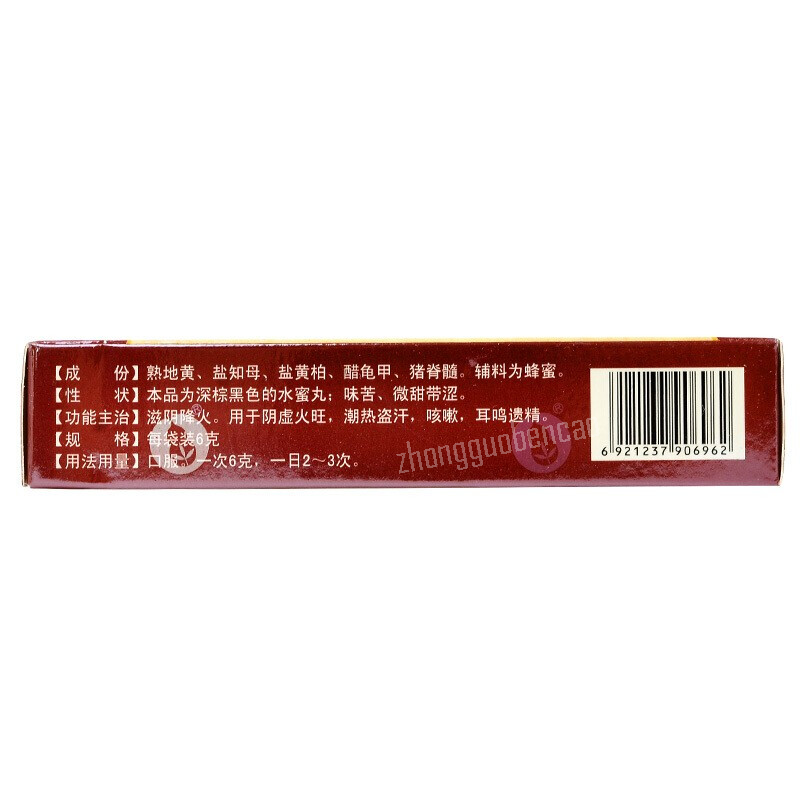 【成 份】熟地黄、盐知母、盐黄柏、醋龟甲、猪脊髓。辅料为蜂蜜。
【性 状】本品为深棕黑色的水蜜丸；味苦、微甜带涩。
【功能主治】滋阴降火。用于阴虚火旺，潮热盗汗，咳嗽，耳鸣遗精。
【规 格】每袋装6克
【用法用量】口服。一次6克，一日2～3次。
zhongguobencao
6 921237 906962